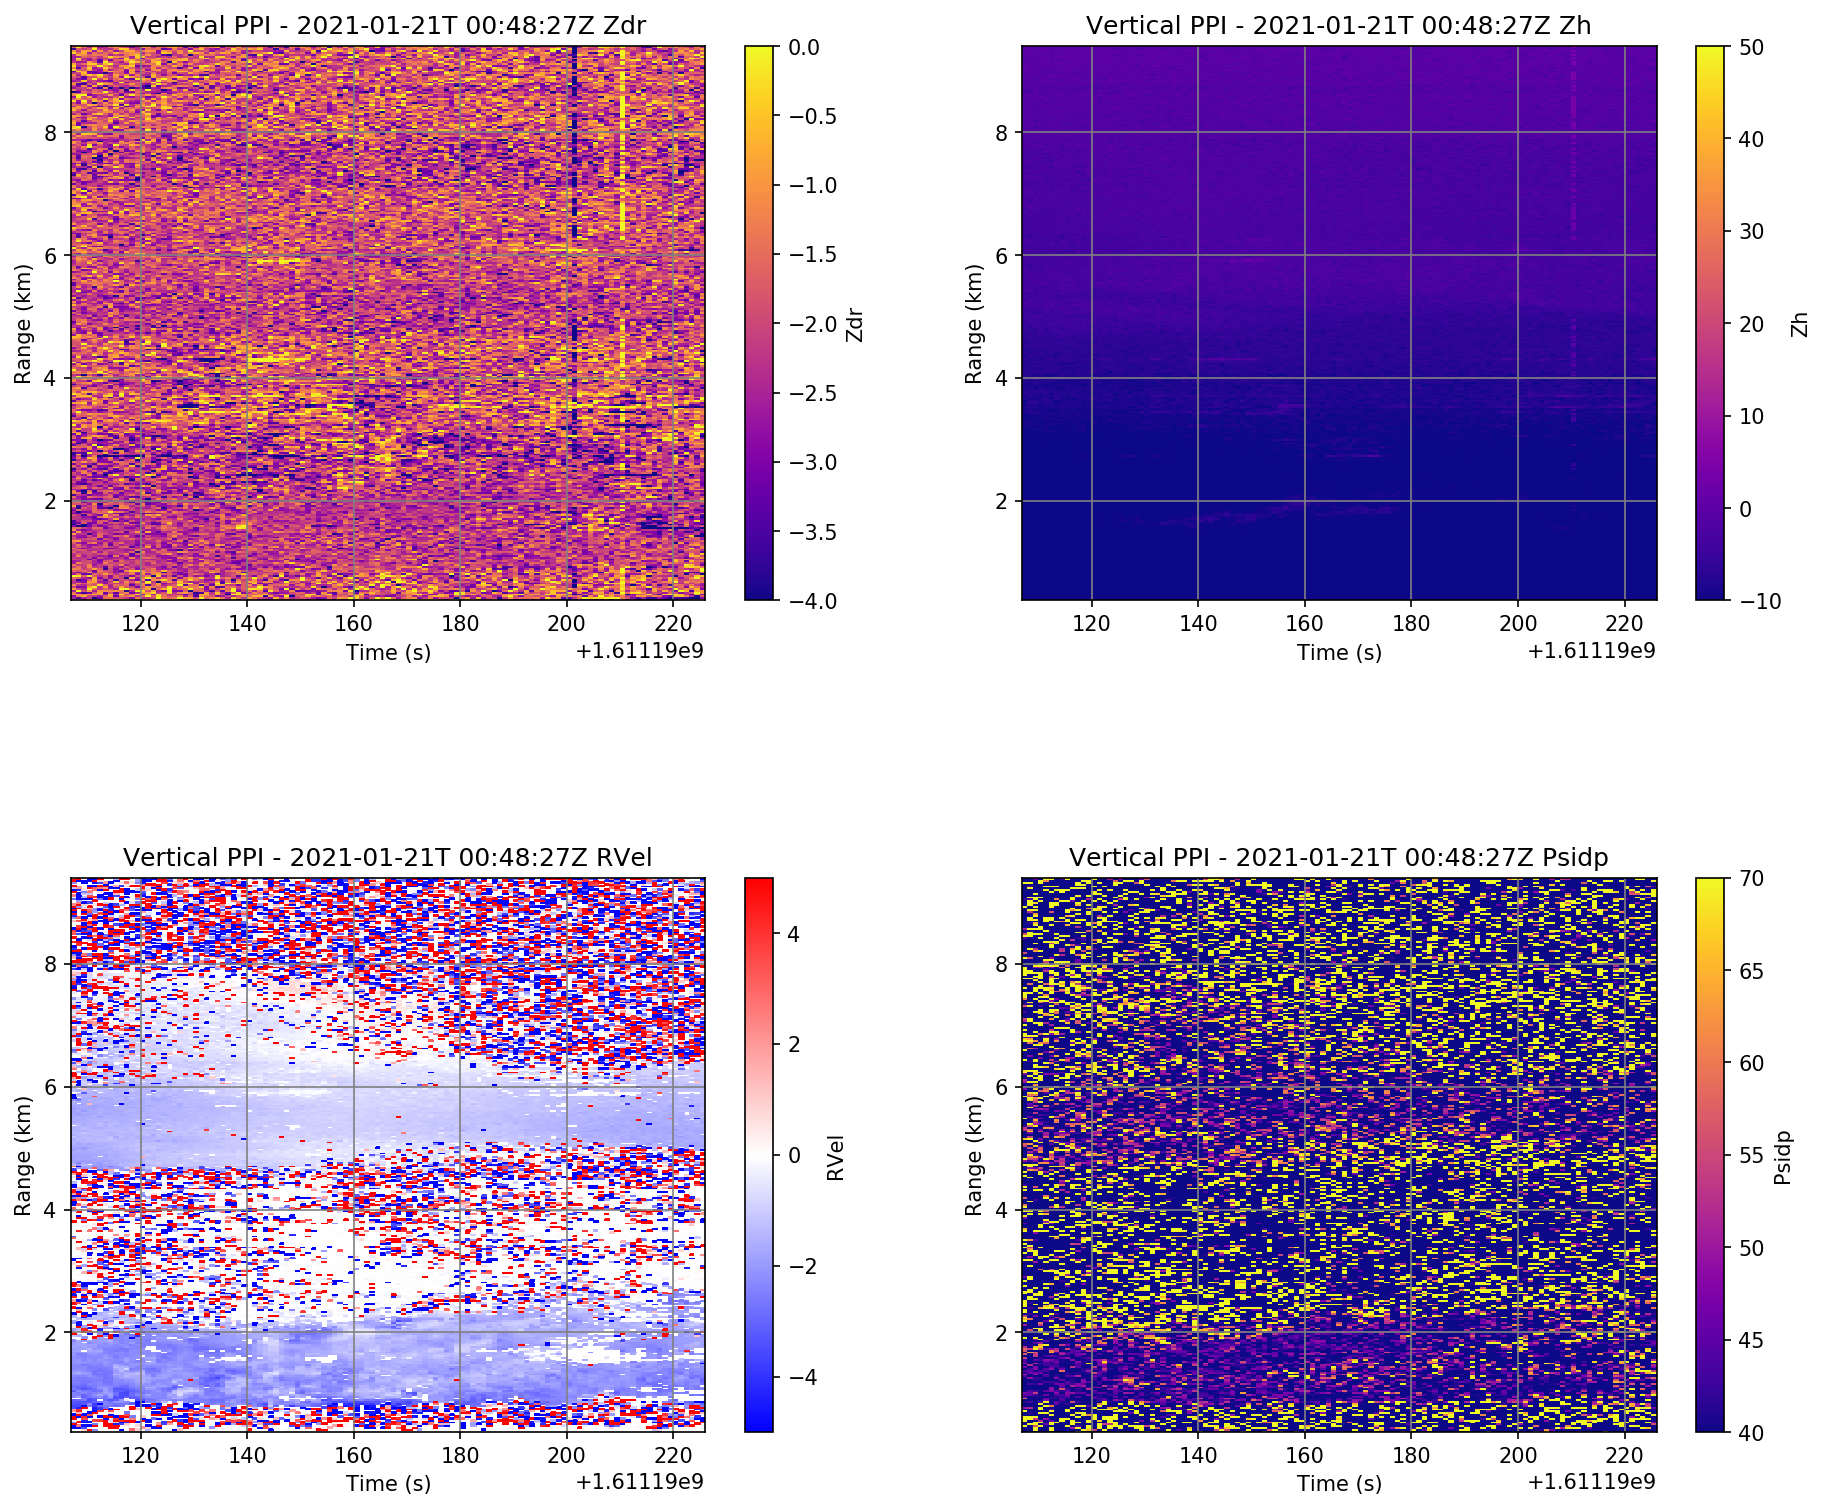 Vertical PPI - 2021-01-21T 00:48:27Z Zdr
8
6
4
2
Range (km)
120 140 160 180 200 220
Time (s)
+1.61119e9
0.0
−0.5
−1.0
−1.5
−2.0
−2.5
−3.0
−3.5
−4.0
Zdr
Vertical PPI - 2021-01-21T 00:48:27Z Zh
8
6
4
2
Range (km)
120 140 160 180 200 220
Time (s)
+1.61119e9
50
40
30
20
10
0
−10
Zh
Vertical PPI - 2021-01-21T 00:48:27Z RVel
8
6
4
2
Range (km)
120 140 160 180 200 220
Time (s)
+1.61119e9
4
2
0
−2
−4
RVel
Vertical PPI - 2021-01-21T 00:48:27Z Psidp
8
6
4
2
Range (km)
120 140 160 180 200 220
Time (s)
+1.61119e9
70
65
60
55
50
45
40
Psidp